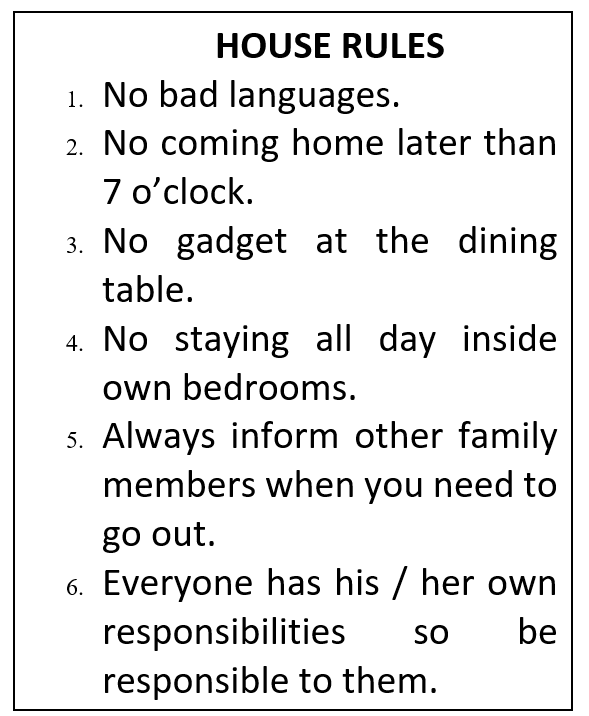 HOUSE RULES
1. No bad languages.
2. No coming home later than
7 o’clock.
3. No gadget at the dining
table.
4. No staying all day inside
own bedrooms.
5. Always inform other family
members when you need to
go out.
6. Everyone has his / her own
responsibilities so be
responsible to them.